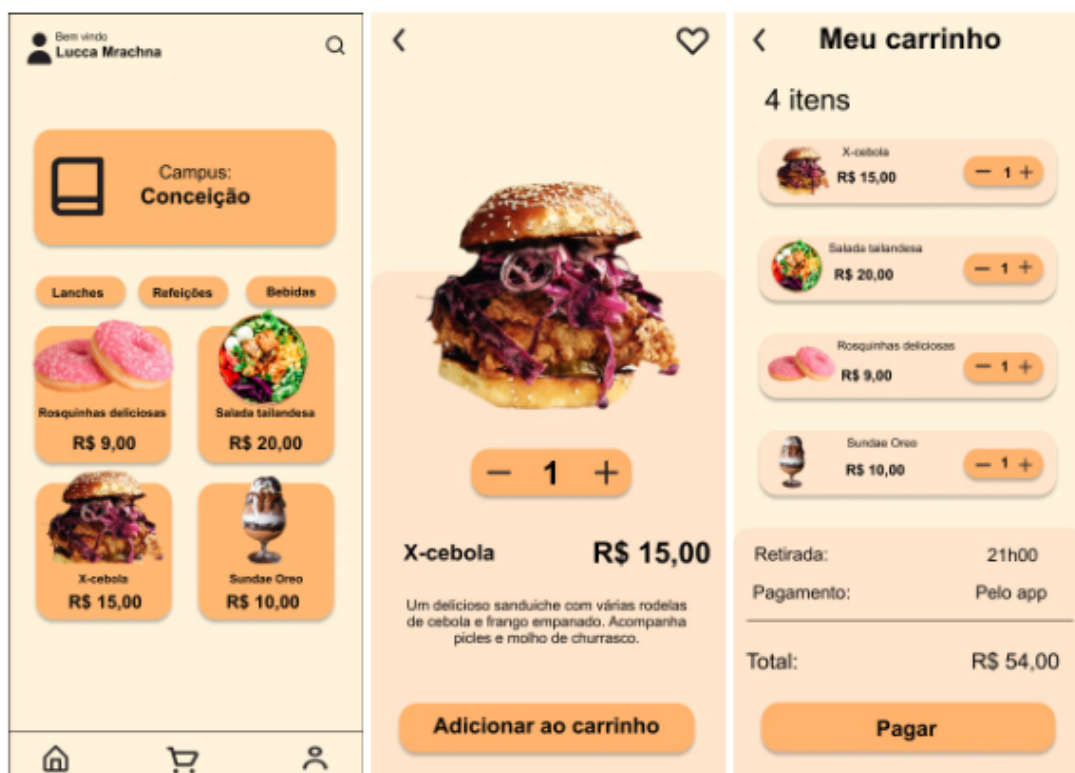 Bem vindo
Lucca Mrachna
Campus:
Conceição
Lanches
Refeições
Bebidas
Rosquinhas deliciosas
R$ 9,00
Salada tailandesa
R$ 20,00
X-cebola
R$ 15,00
Sundae Oreo
R$ 10,00
1
X-cebola
R$ 15,00
Um delicioso sanduiche com várias rodelas
de cebola e frango empanado. Acompanha
picles e molho de churrasco.
Adicionar ao carrinho
Meu carrinho
4 itens
X-cebola
R$ 15,00
1
Salada tailandesa
R$ 20,00
1
Rosquinhas deliciosas
R$ 9,00
1
Sundae Oreo
R$ 10,00
1
Retirada: 21h00
Pagamento: Pelo app
Total: R$ 54,00
Pagar